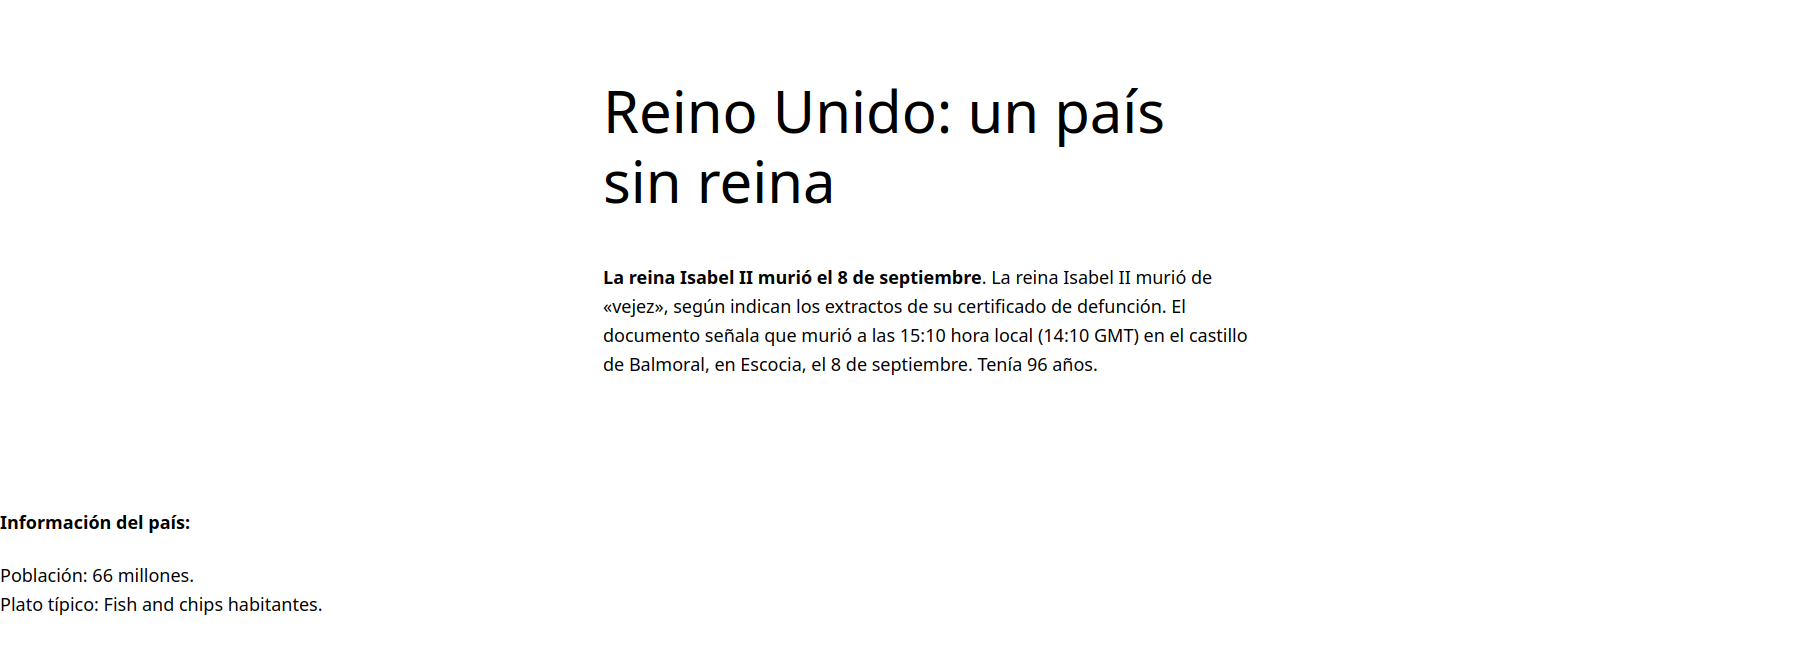 Reino Unido: un país
sin reina
La reina Isabel II murió el 8 de septiembre. La reina Isabel II murió de
«vejez», según indican los extractos de su certificado de defunción. El
documento señala que murió a las 15:10 hora local (14:10 GMT) en el castillo
de Balmoral, en Escocia, el 8 de septiembre. Tenía 96 años.
Información del país:
Población: 66 millones.
Plato típico: Fish and chips habitantes.